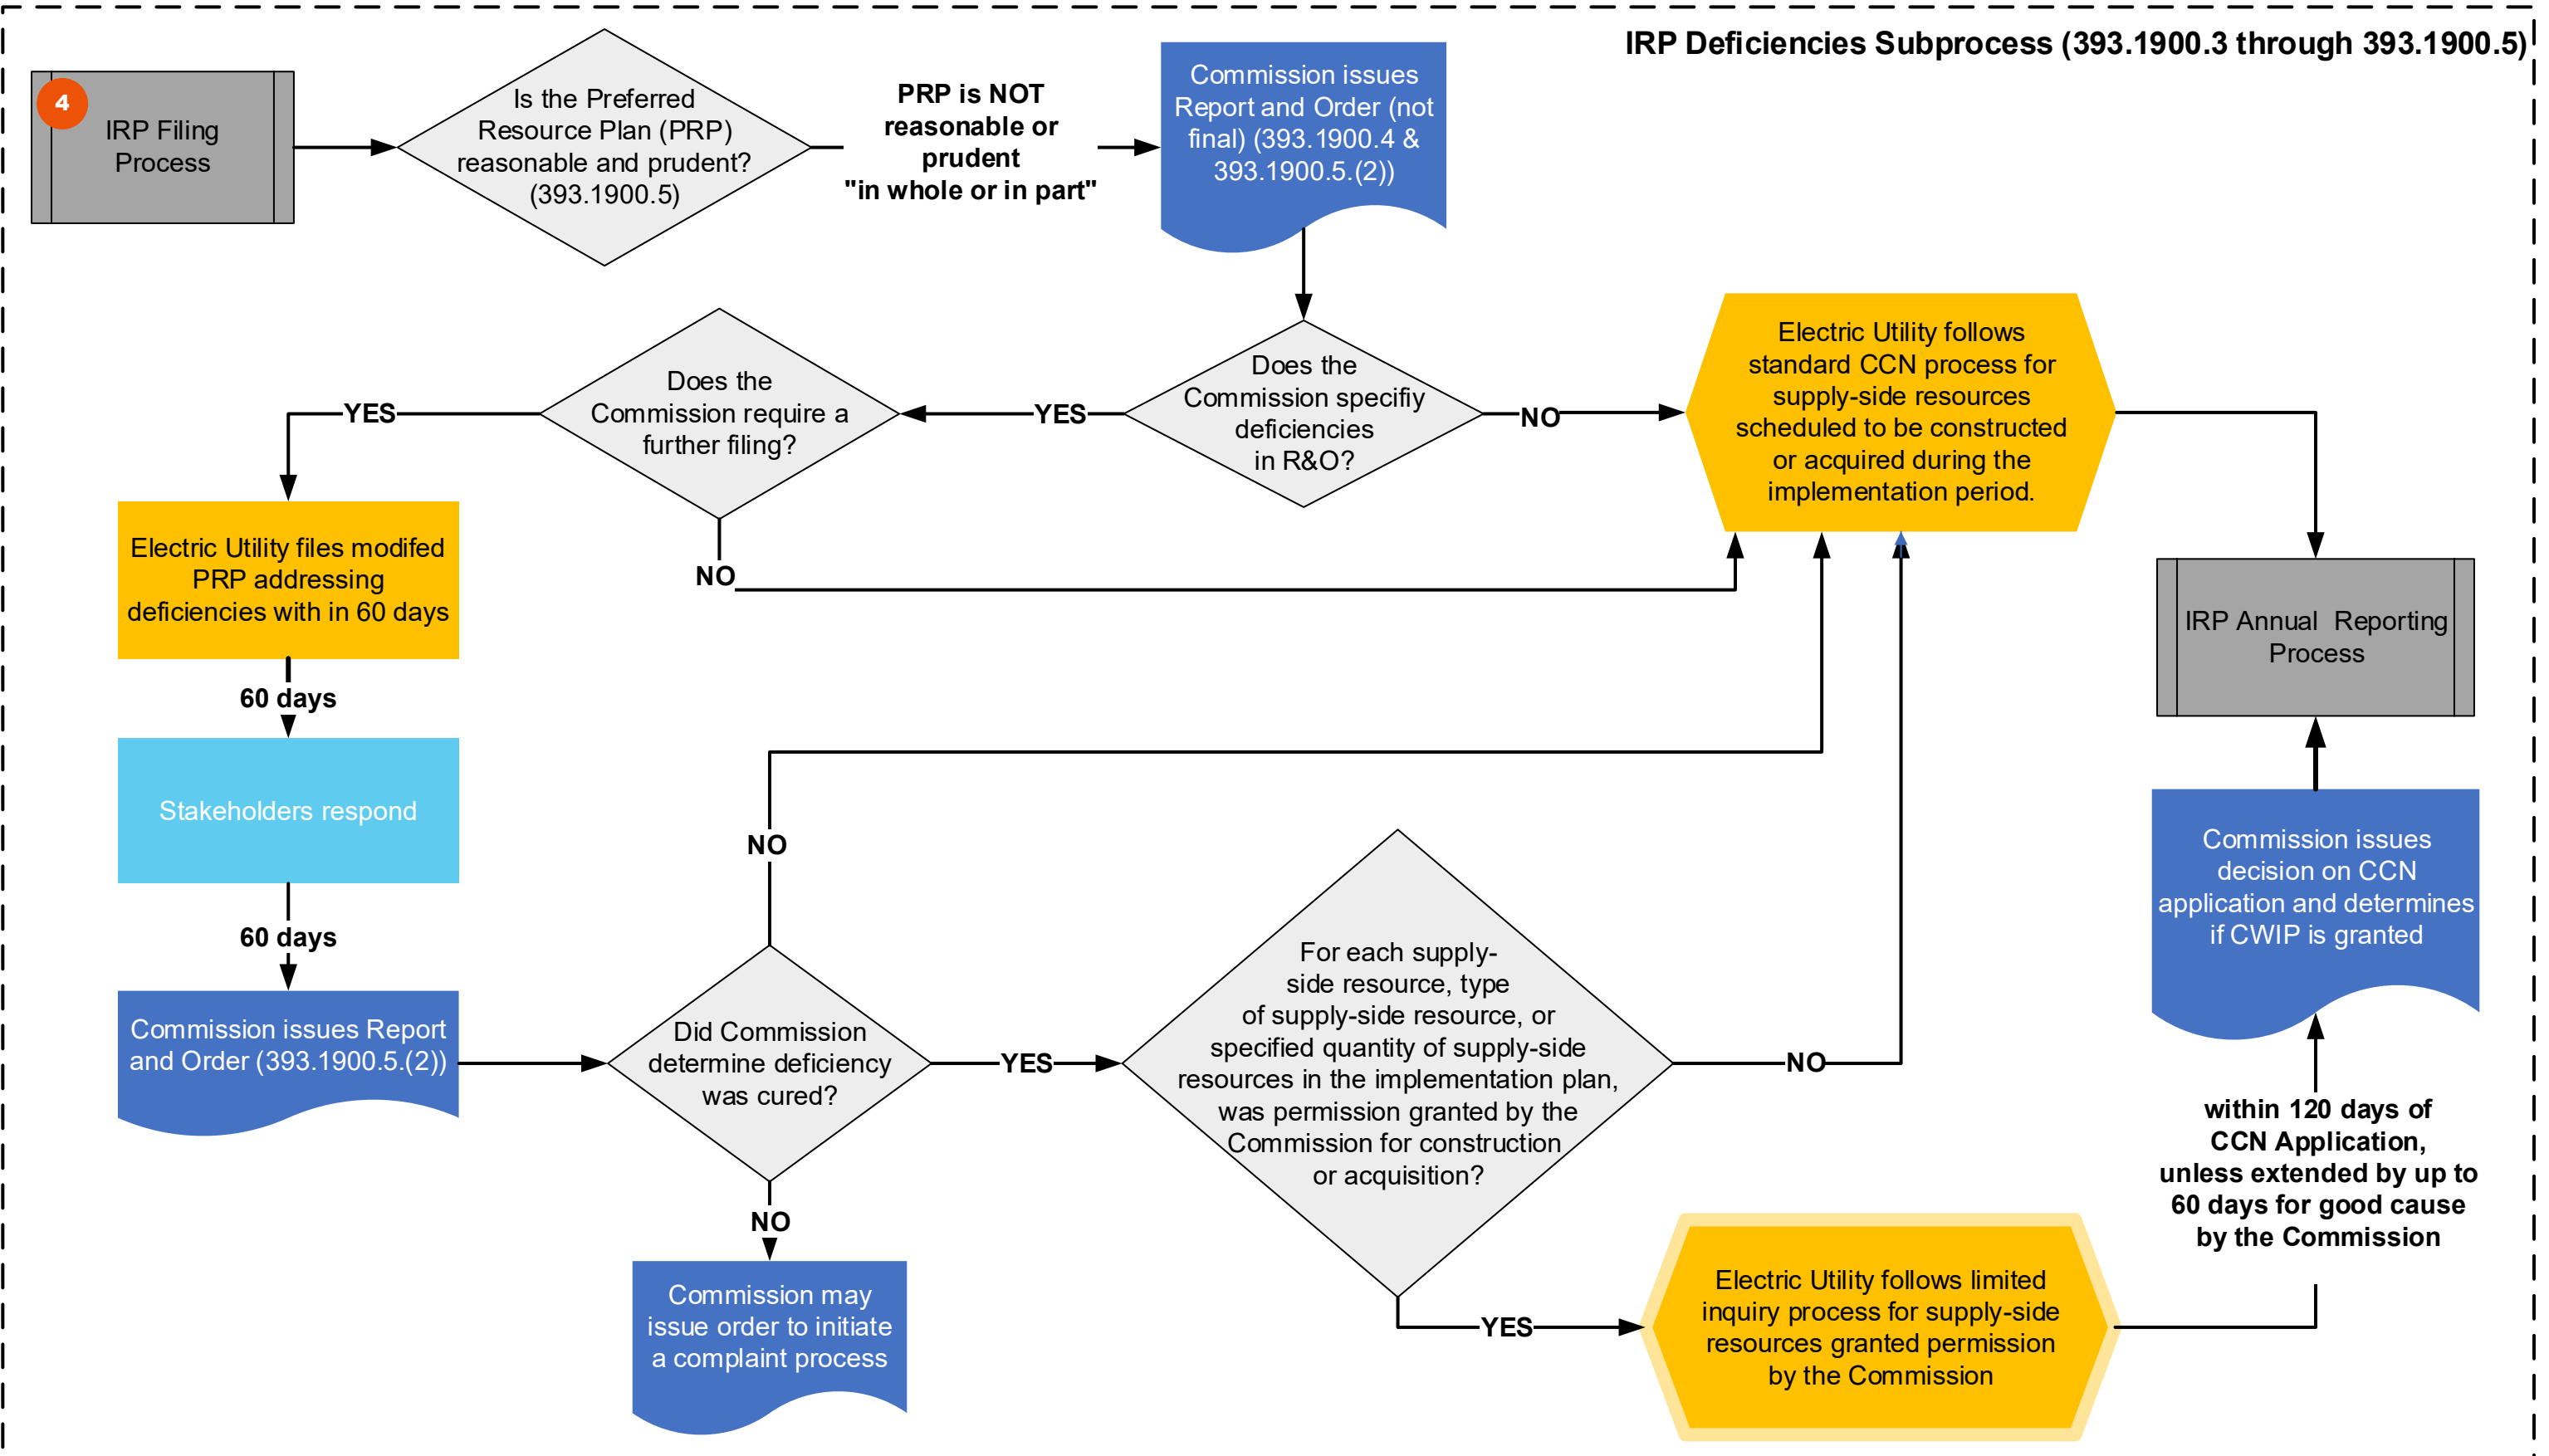 IRP Deficiencies Subprocess (393.1900.3 through 393.1900.5)
4
IRP Filing
Process
Is the Preferred
Resource Plan (PRP)
reasonable and prudent?
(393.1900.5)
PRP is NOT
reasonable or
prudent
"in whole or in part"
Commission issues
Report and Order (not
final) (393.1900.4 &
393.1900.5.(2))
Does the
Commission specifiy
deficiencies
in R&O?
YES
NO
Does the
Commission require a
further filing?
YES
NO
Electric Utility follows
standard CCN process for
supply-side resources
scheduled to be constructed
or acquired during the
implementation period.
Electric Utility files modifed
PRP addressing
deficiencies with in 60 days
60 days
Stakeholders respond
60 days
Commission issues Report
and Order (393.1900.5.(2))
Did Commission
determine deficiency
was cured?
NO
YES
NO
Commission may
issue order to initiate
a complaint process
For each supply-
side resource, type
of supply-side resource, or
specified quantity of supply-side
resources in the implementation plan,
was permission granted by the
Commission for construction
or acquisition?
NO
YES
Electric Utility follows limited
inquiry process for supply-side
resources granted permission
by the Commission
within 120 days of
CCN Application,
unless extended by up to
60 days for good cause
by the Commission
Commission issues
decision on CCN
application and determines
if CWIP is granted
IRP Annual  Reporting
Process